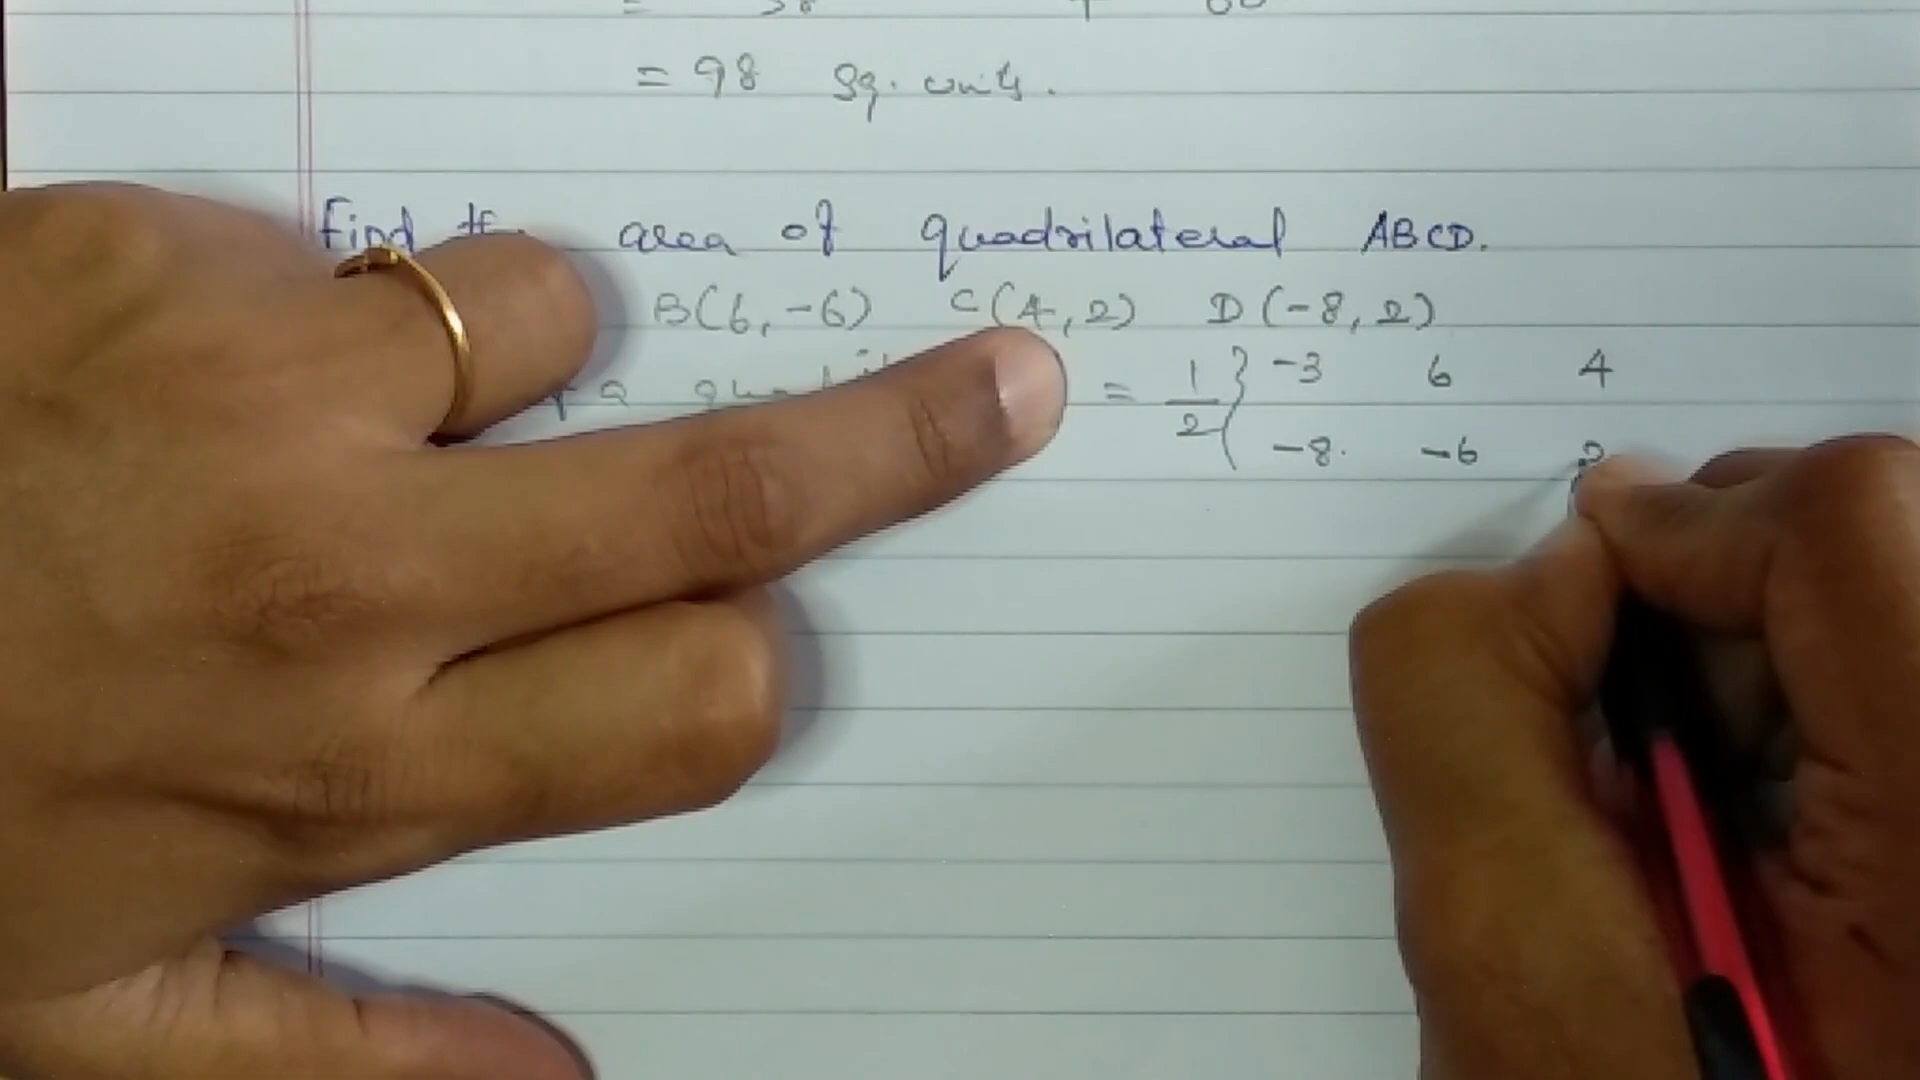 = 98 sq. units.
Find the area of quadrilateral ABCD.
B(6,-6) C(4,2) D(-8,2)
= 1/2 { -3 6 4
-8 -6 2